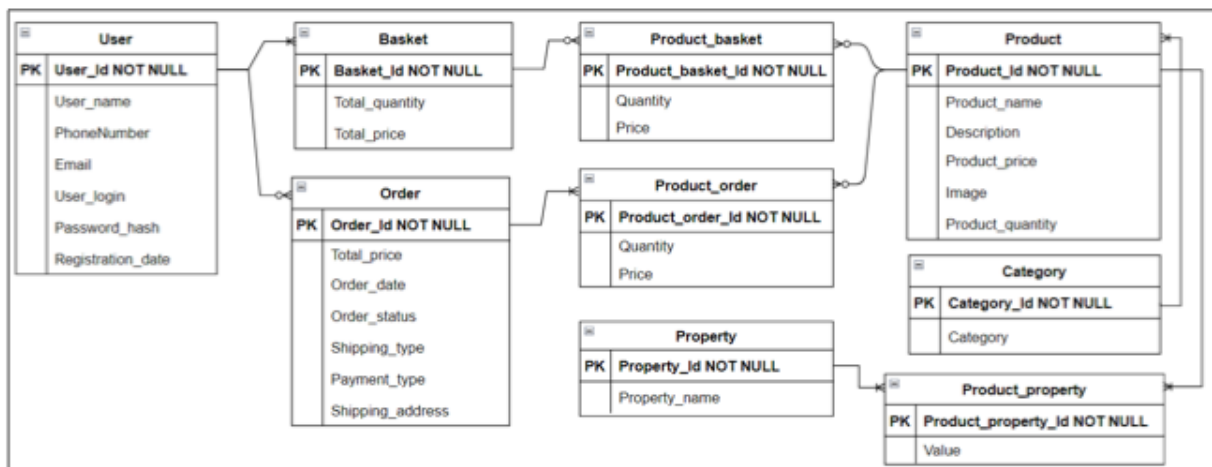 User
PK User_Id NOT NULL
User_name
PhoneNumber
Email
User_login
Password_hash
Registration_date
Basket
PK Basket_Id NOT NULL
Total_quantity
Total_price
Order
PK Order_Id NOT NULL
Total_price
Order_date
Order_status
Shipping_type
Payment_type
Shipping_address
Product_basket
PK Product_basket_Id NOT NULL
Quantity
Price
Product_order
PK Product_order_Id NOT NULL
Quantity
Price
Property
PK Property_Id NOT NULL
Property_name
Product
PK Product_Id NOT NULL
Product_name
Description
Product_price
Image
Product_quantity
Category
PK Category_Id NOT NULL
Category
Product_property
PK Product_property_Id NOT NULL
Value